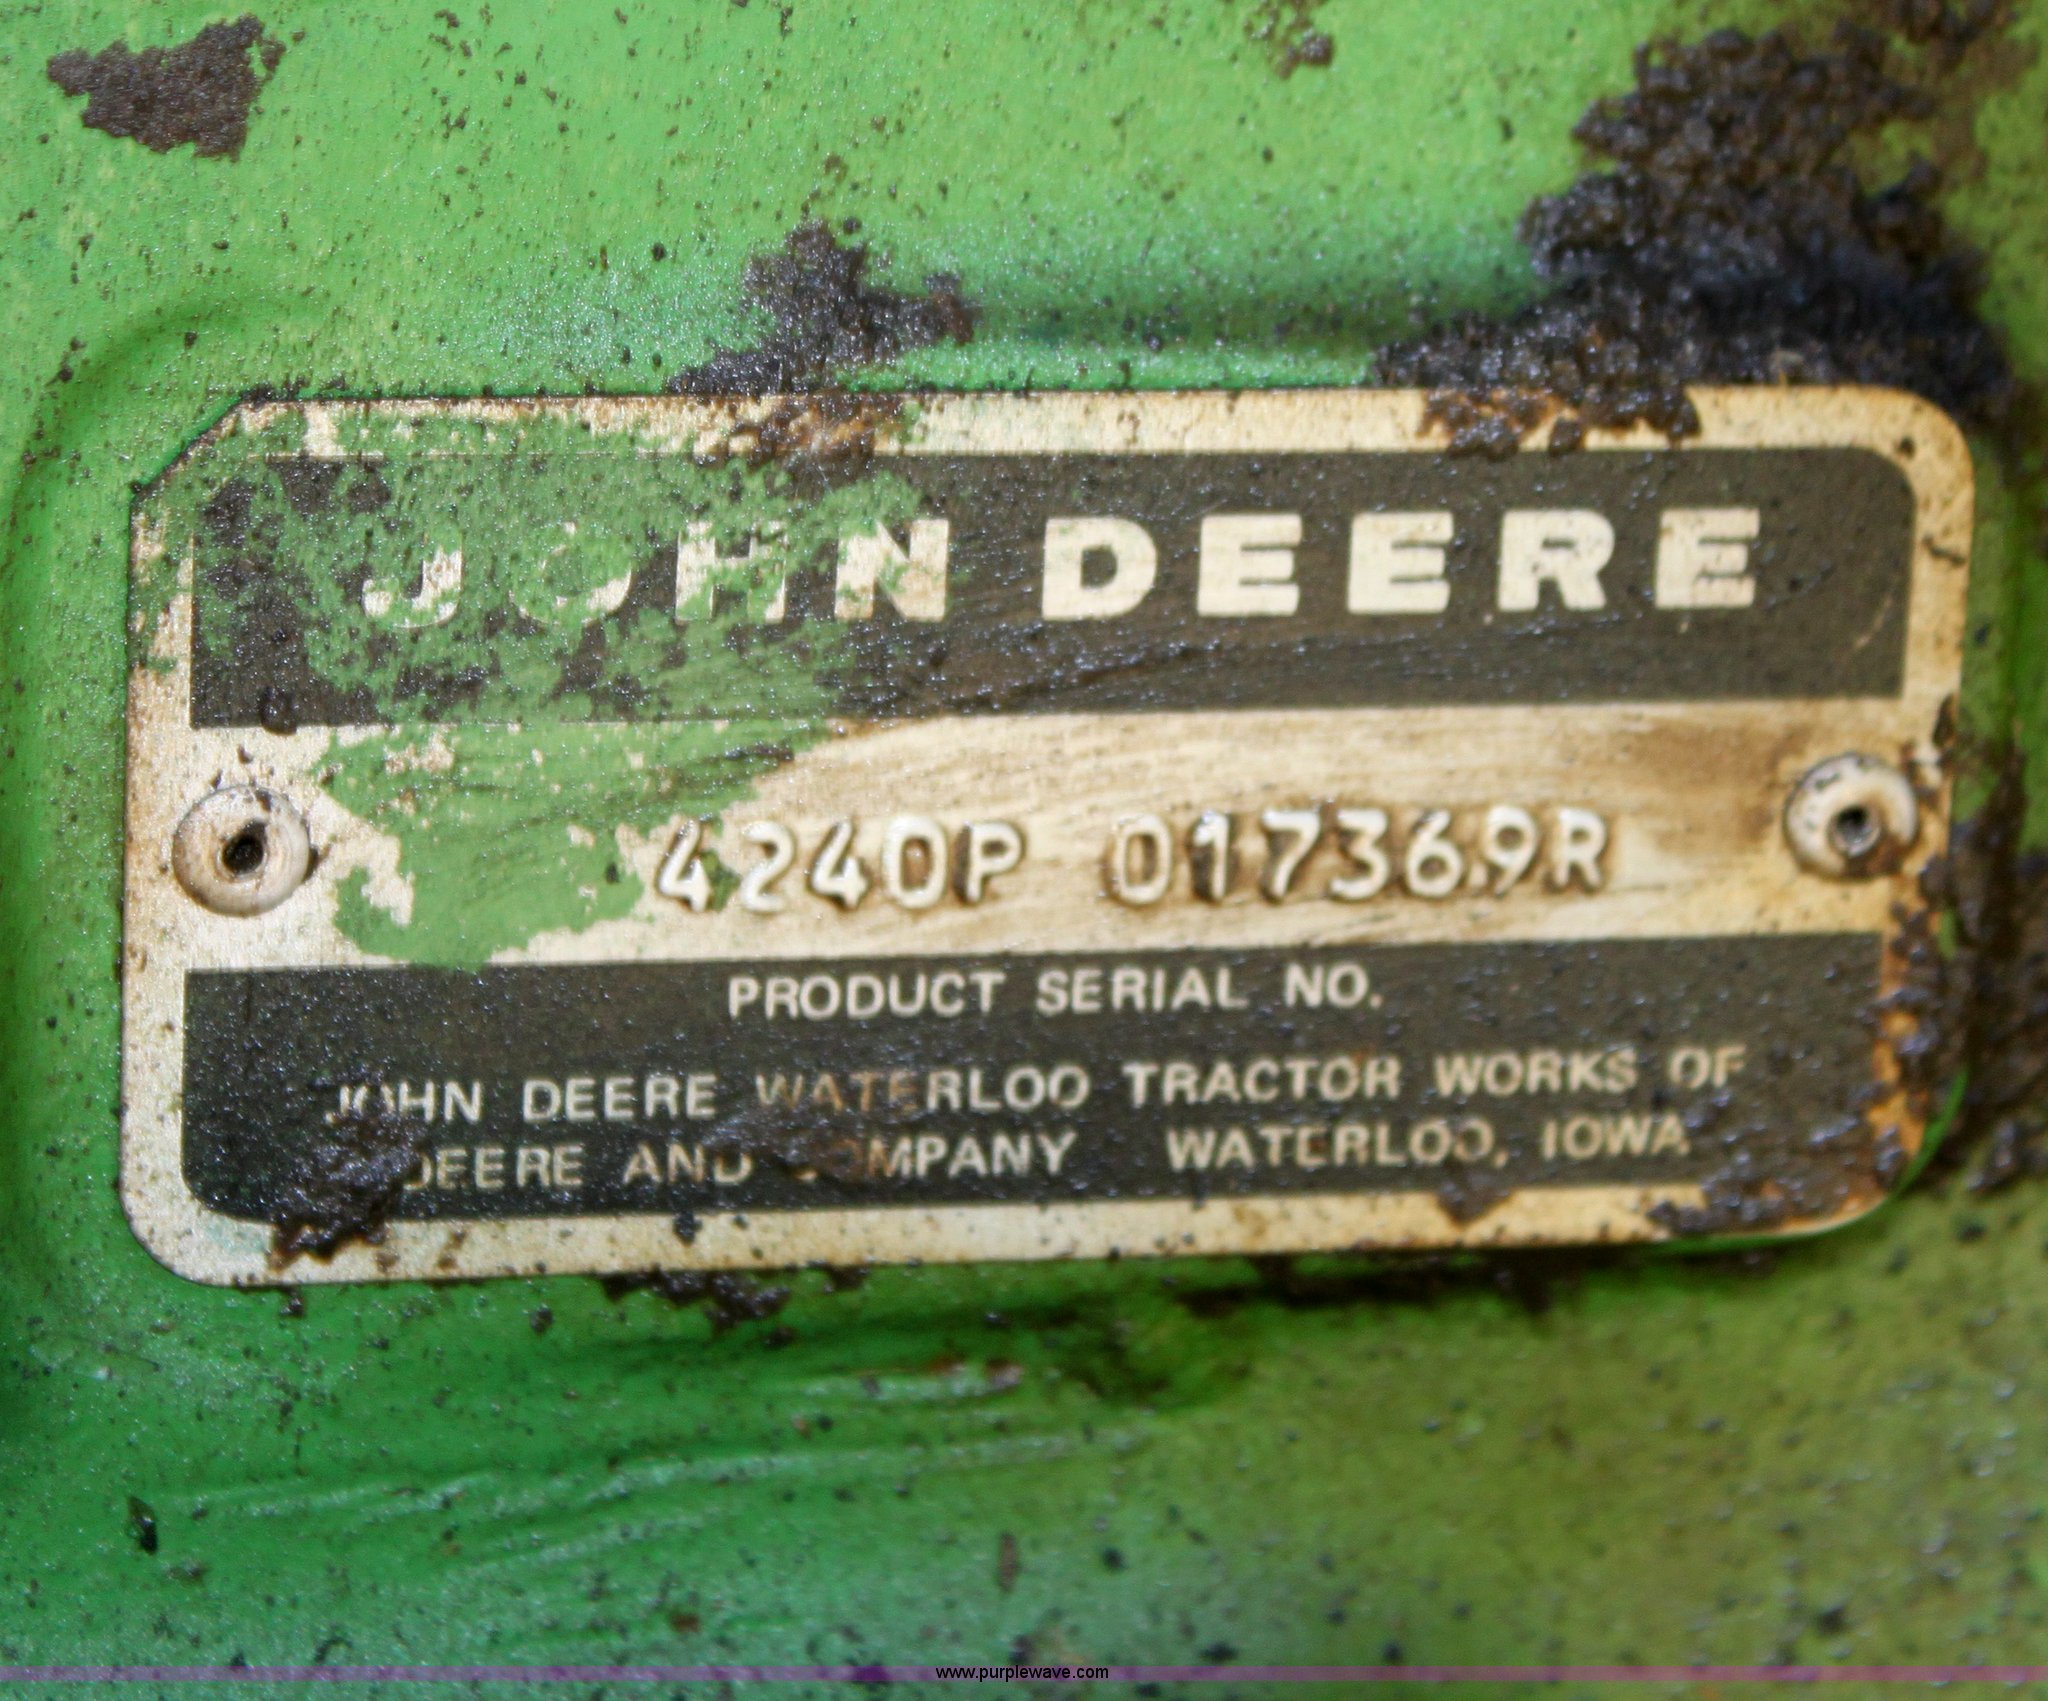 JOHN DEERE
4240P 017369R
PRODUCT SERIAL NO.
JOHN DEERE WATERLOO TRACTOR WORKS OF
DEERE AND COMPANY WATERLOO, IOWA
www.purplewave.com